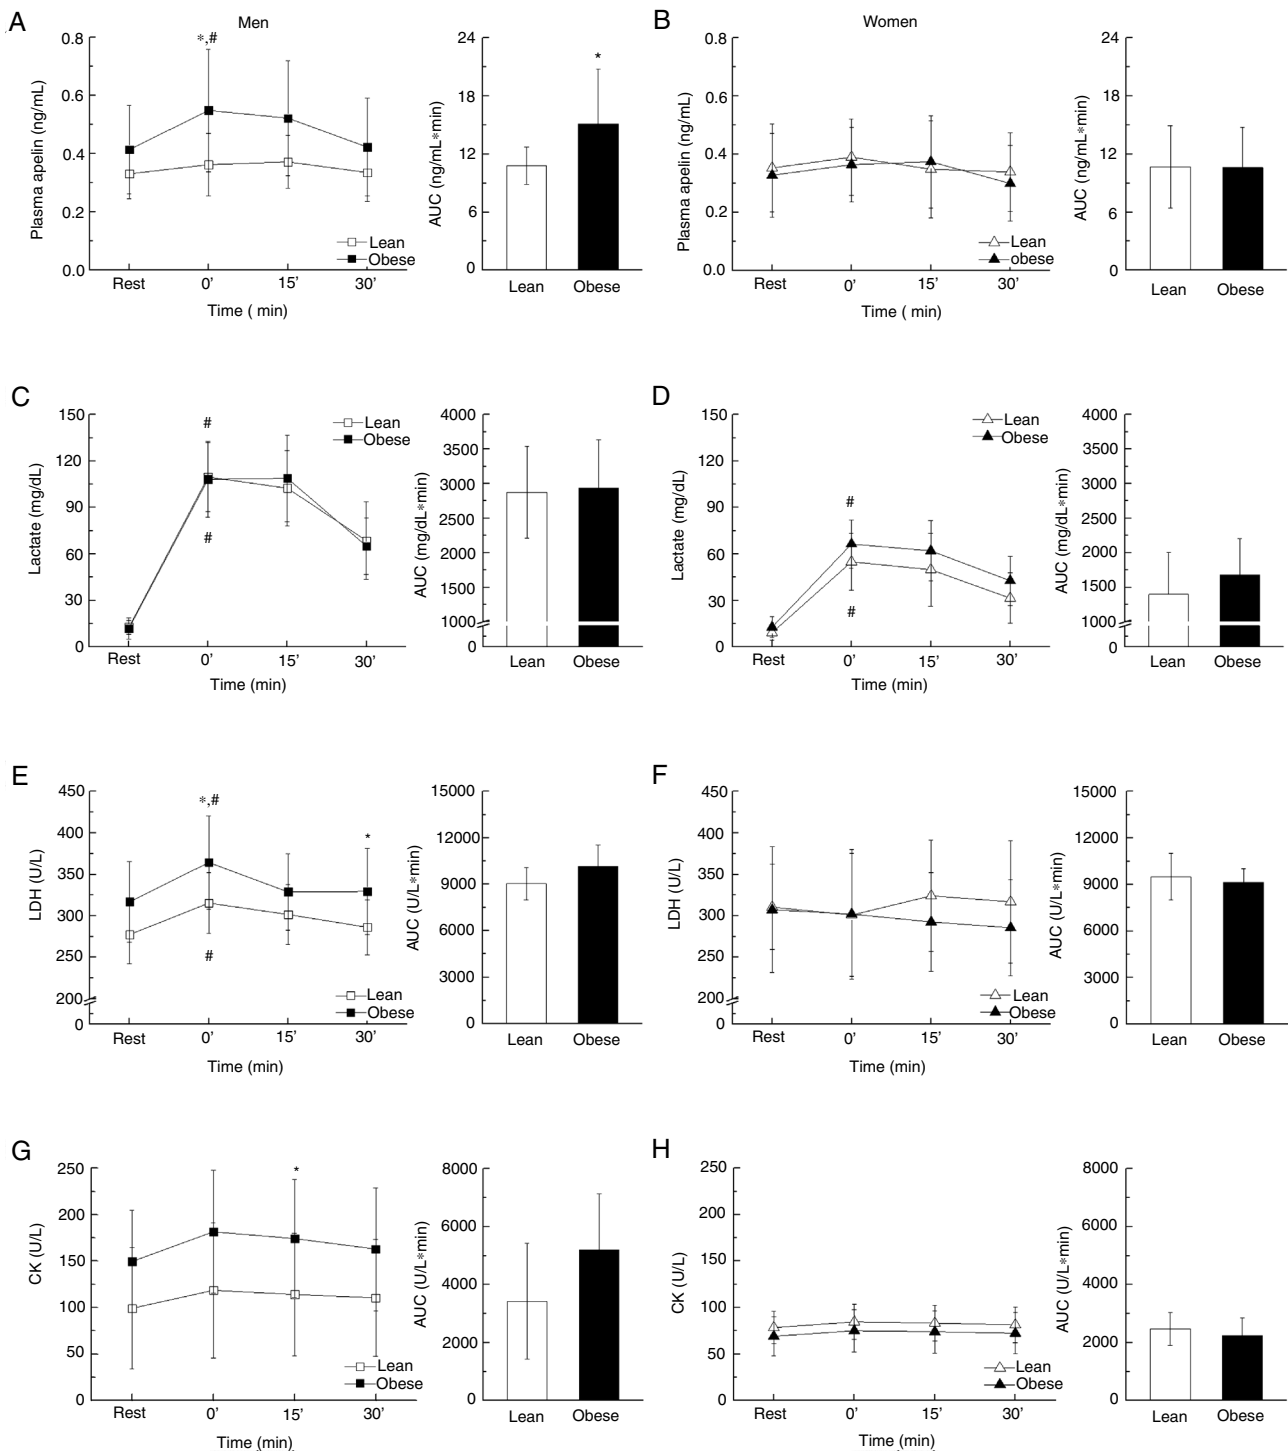 A
Men
0.8
0.6
0.4
0.2
0.0
Plasma apelin (ng/mL)
*,#
Lean
Obese
Rest 0' 15' 30'
Time ( min)
24
18
12
6
0
AUC (ng/mL*min)
*
Lean Obese
B
Women
0.8
0.6
0.4
0.2
0.0
Plasma apelin (ng/mL)
Lean
obese
Rest 0' 15' 30'
Time ( min)
24
18
12
6
0
AUC (ng/mL*min)
Lean Obese
C
150
120
90
60
30
0
Lactate (mg/dL)
#
#
Lean
Obese
Rest 0' 15' 30'
Time (min)
4000
3500
3000
2500
2000
1500
1000
0
AUC (mg/dL*min)
Lean Obese
D
150
120
90
60
30
0
Lactate (mg/dL)
#
#
Lean
Obese
Rest 0' 15' 30'
Time (min)
4000
3500
3000
2500
2000
1500
1000
0
AUC (mg/dL*min)
Lean Obese
E
450
400
350
300
250
200
0
LDH (U/L)
*,#
*
#
Lean
Obese
Rest 0' 15' 30'
Time (min)
15000
12000
9000
6000
3000
0
AUC (U/L*min)
Lean Obese
F
450
400
350
300
250
200
0
LDH (U/L)
Lean
Obese
Rest 0' 15' 30'
Time (min)
15000
12000
9000
6000
3000
0
AUC (U/L*min)
Lean Obese
G
250
200
150
100
50
0
CK (U/L)
*
Lean
Obese
Rest 0' 15' 30'
Time (min)
8000
6000
4000
2000
0
AUC (U/L*min)
Lean Obese
H
250
200
150
100
50
0
CK (U/L)
Lean
Obese
Rest 0' 15' 30'
Time (min)
8000
6000
4000
2000
0
AUC (U/L*min)
Lean Obese